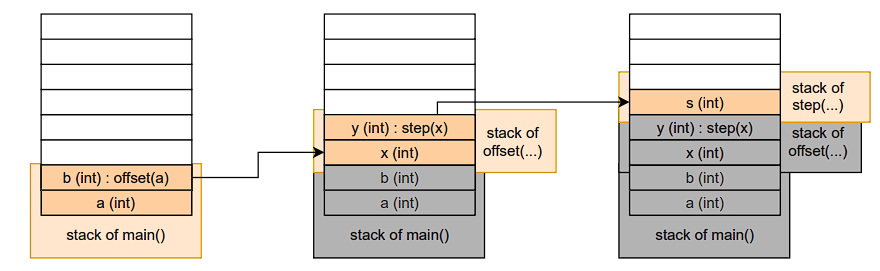 b (int) : offset(a)
a (int)
stack of main()
y (int) : step(x)
x (int)
stack of
offset(...)
b (int)
a (int)
stack of main()
s (int)
stack of
step(...)
y (int) : step(x)
x (int)
stack of
offset(...)
b (int)
a (int)
stack of main()